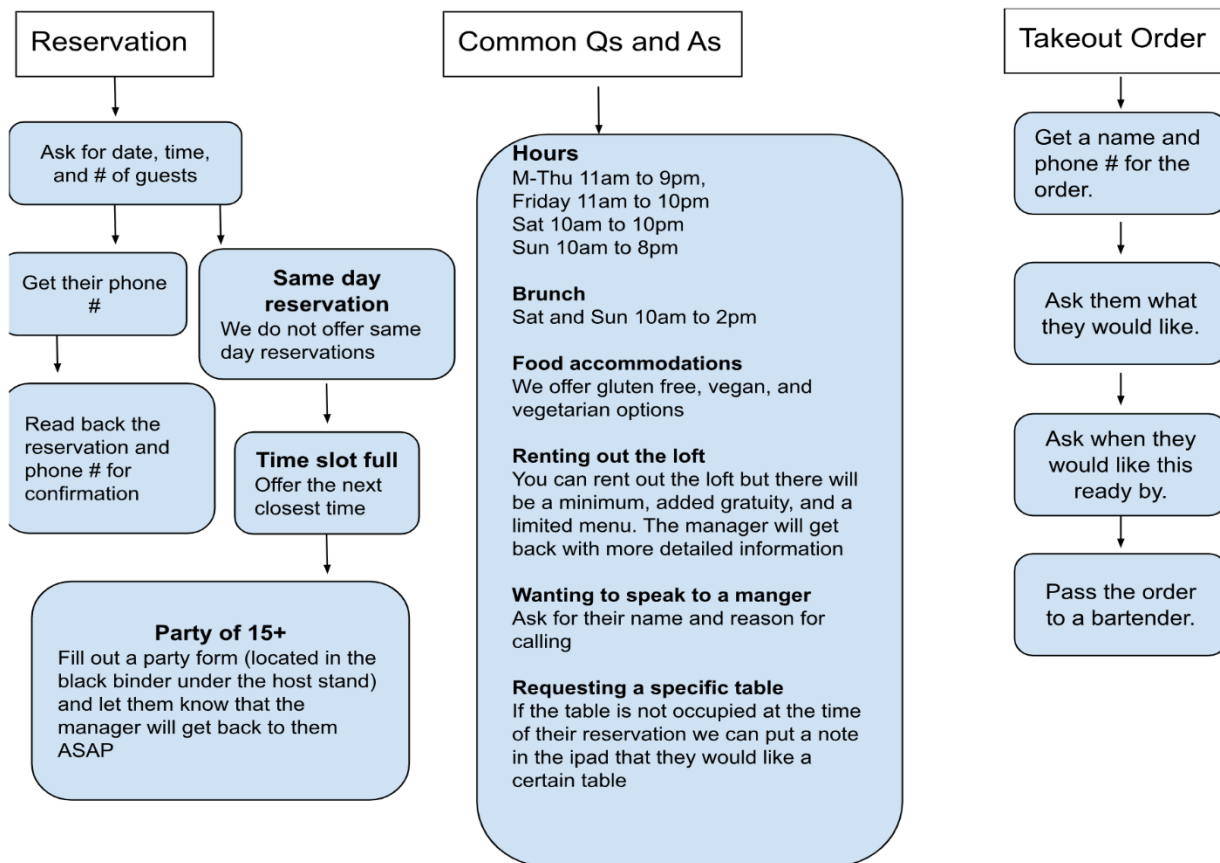 Reservation
Ask for date, time,
and # of guests
Get their phone
#
Read back the
reservation and
phone # for
confirmation
Same day
reservation
We do not offer same
day reservations
Time slot full
Offer the next
closest time
Party of 15+
Fill out a party form (located in the
black binder under the host stand)
and let them know that the
manager will get back to them
ASAP
Common Qs and As
Hours
M-Thu 11am to 9pm,
Friday 11am to 10pm
Sat 10am to 10pm
Sun 10am to 8pm
Brunch
Sat and Sun 10am to 2pm
Food accommodations
We offer gluten free, vegan, and
vegetarian options
Renting out the loft
You can rent out the loft but there will
be a minimum, added gratuity, and a
limited menu. The manager will get
back with more detailed information
Wanting to speak to a manger
Ask for their name and reason for
calling
Requesting a specific table
If the table is not occupied at the time
of their reservation we can put a note
in the ipad that they would like a
certain table
Takeout Order
Get a name and
phone # for the
order.
Ask them what
they would like.
Ask when they
would like this
ready by.
Pass the order
to a bartender.